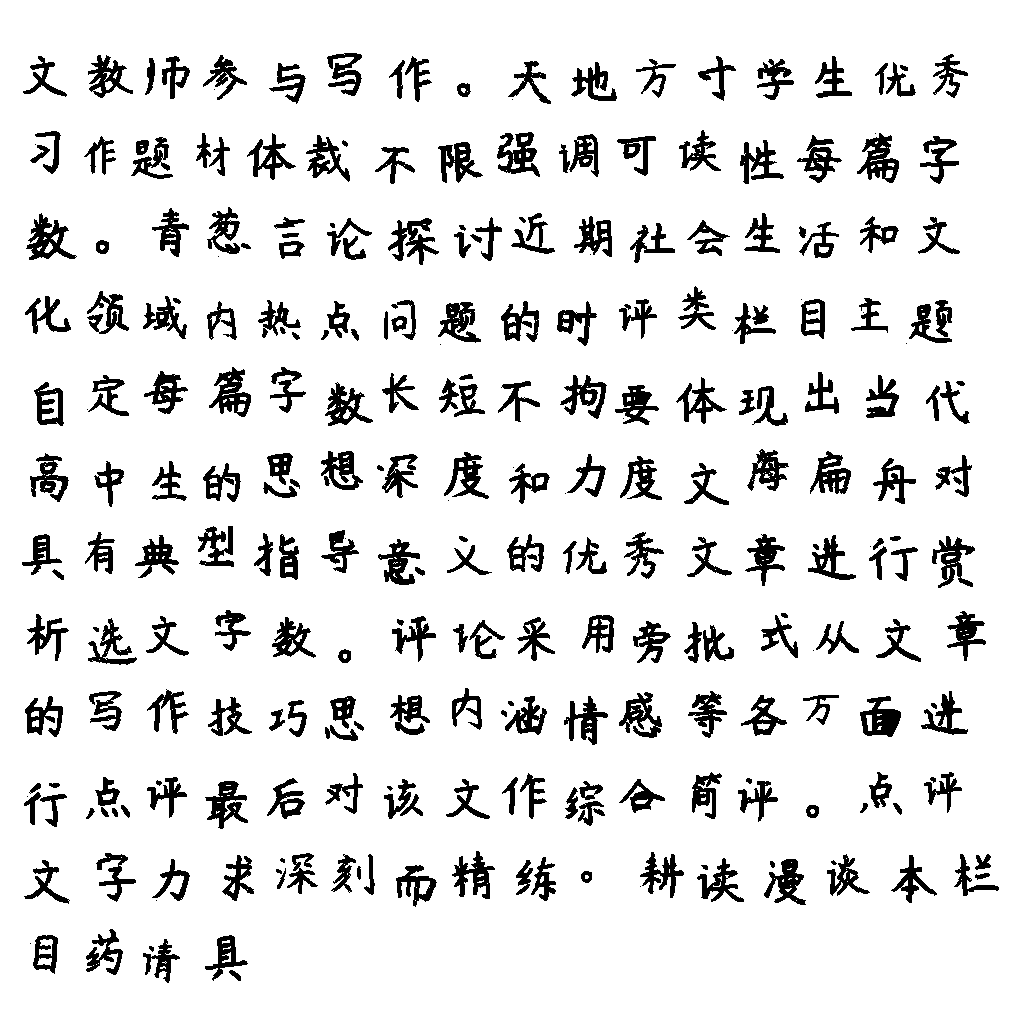 文教师参与写作。天地方寸学生优秀
习作题材体裁不限强调可读性每篇字
数。青葱言论探讨近期社会生活和文
化领域内热点问题的时评类栏目主题
自定每篇字数长短不拘要体现出当代
高中生的思想深度和力度文海扁舟对
具有典型指导意义的优秀文章进行赏
析选文字数。评论采用旁批式从文章
的写作技巧思想内涵情感等各万面进
行点评最后对该文作综合简评。点评
文字力求深刻而精练。耕读漫谈本栏
目药请具